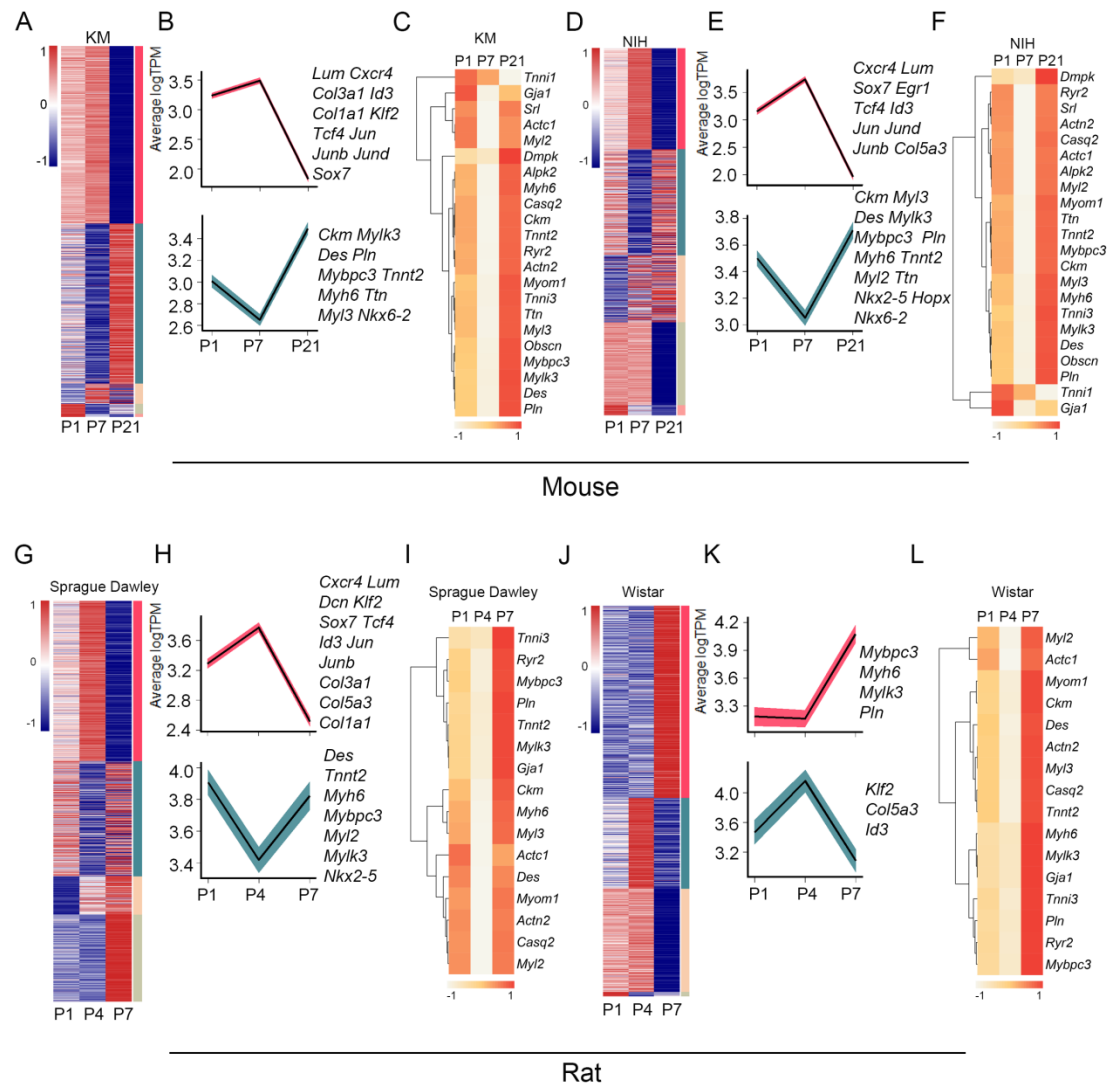 A
KM
1
0
-1
P1 P7 P21
B
Average logTPM
3.5
3.0
2.5
2.0
Lum Cxcr4
Col3a1 Id3
Col1a1 Klf2
Tcf4 Jun
Junb Jund
Sox7
3.4
3.0
2.8
2.6
P1 P7 P21
Ckm Mylk3
Des Pln
Mybpc3 Tnnt2
Myh6 Ttn
Myl3 Nkx6-2
C
KM
P1 P7 P21
Tnni1
Gja1
Srl
Actc1
Myl2
Dmpk
Alpk2
Myh6
Casq2
Ckm
Tnnt2
Ryr2
Actn2
Myom1
Tnni3
Ttn
Myl3
Obscn
Mybpc3
Mylk3
Des
Pln
-1 1
D
NIH
1
0
-1
P1 P7 P21
E
Average logTPM
3.5
3.0
2.5
2.0
Cxcr4 Lum
Sox7 Egr1
Tcf4 Id3
Jun Jund
Junb Col5a3
3.8
3.6
3.4
3.2
3.0
P1 P7 P21
Ckm Myl3
Des Mylk3
Mybpc3 Pln
Myh6 Tnnt2
Myl2 Ttn
Nkx2-5 Hopx
Nkx6-2
F
NIH
P1 P7 P21
Dmpk
Ryr2
Srl
Actn2
Casq2
Actc1
Alpk2
Myl2
Myom1
Ttn
Tnnt2
Mybpc3
Ckm
Myl3
Myh6
Tnni3
Mylk3
Des
Obscn
Pln
Tnni1
Gja1
-1 1
Mouse
G
Sprague Dawley
1
0
-1
P1 P4 P7
H
Average logTPM
3.6
3.2
2.8
2.4
Cxcr4 Lum
Dcn Klf2
Sox7 Tcf4
Id3 Jun
Junb
Col3a1
Col5a3
Col1a1
4.0
3.8
3.6
3.4
P1 P4 P7
Des
Tnnt2
Myh6
Mybpc3
Myl2
Mylk3
Nkx2-5
I
Sprague Dawley
P1 P4 P7
Tnni3
Ryr2
Mybpc3
Pln
Tnnt2
Mylk3
Gja1
Ckm
Myh6
Myl3
Actc1
Des
Myom1
Actn2
Casq2
Myl2
-1 1
J
Wistar
1
0
-1
P1 P4 P7
K
Average logTPM
4.2
3.9
3.6
3.3
Mybpc3
Myh6
Mylk3
Pln
4.0
3.6
3.2
P1 P4 P7
Klf2
Col5a3
Id3
L
Wistar
P1 P4 P7
Myl2
Actc1
Myom1
Ckm
Des
Actn2
Myl3
Casq2
Tnnt2
Myh6
Mylk3
Gja1
Tnni3
Pln
Ryr2
Mybpc3
-1 1
Rat